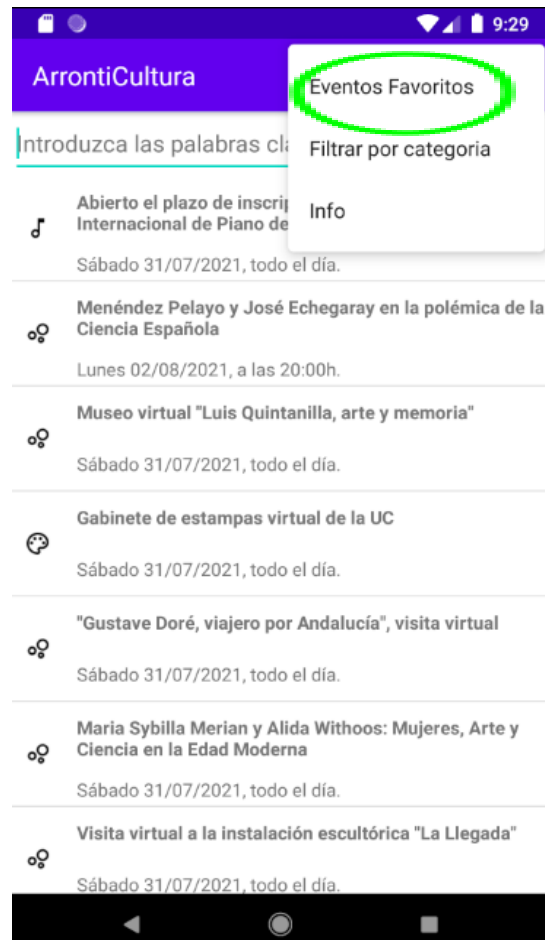 9:29
ArrontiCultura
Eventos Favoritos
Filtrar por categoria
Info
Introduzca las palabras cl
Abierto el plazo de inscrip
Internacional de Piano de
Sábado 31/07/2021, todo el día.
Menéndez Pelayo y José Echegaray en la polémica de la
Ciencia Española
Lunes 02/08/2021, a las 20:00h.
Museo virtual "Luis Quintanilla, arte y memoria"
Sábado 31/07/2021, todo el día.
Gabinete de estampas virtual de la UC
Sábado 31/07/2021, todo el día.
"Gustave Doré, viajero por Andalucía", visita virtual
Sábado 31/07/2021, todo el día.
Maria Sybilla Merian y Alida Withoos: Mujeres, Arte y
Ciencia en la Edad Moderna
Sábado 31/07/2021, todo el día.
Visita virtual a la instalación escultórica "La Llegada"
Sábado 31/07/2021, todo el día.